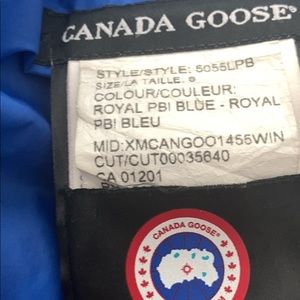 CANADA GOOSE
STYLE/STYLE: 5055LPB
SIZE/LA TAILLE: S
COLOUR/COULEUR:
ROYAL PBI BLUE - ROYAL
PBI BLEU
MID:XMCANGOO1455WIN
CUT/CUT00035640
CA 01201
CANADA GOOSE